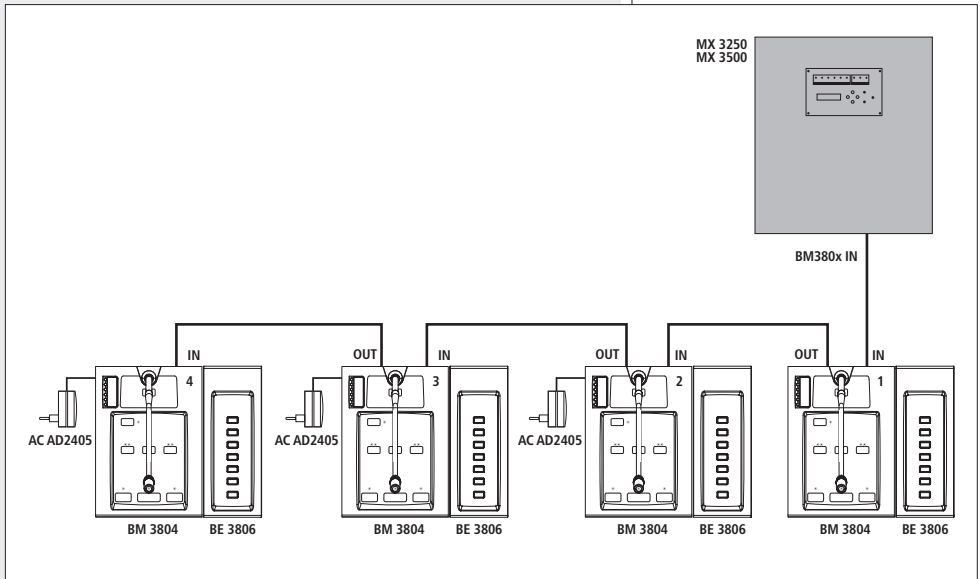 MX 3250
MX 3500
BM380x IN
IN OUT IN OUT IN OUT IN
4 3 2 1
AC AD2405 AC AD2405 AC AD2405
BM 3804 BE 3806 BM 3804 BE 3806 BM 3804 BE 3806 BM 3804 BE 3806